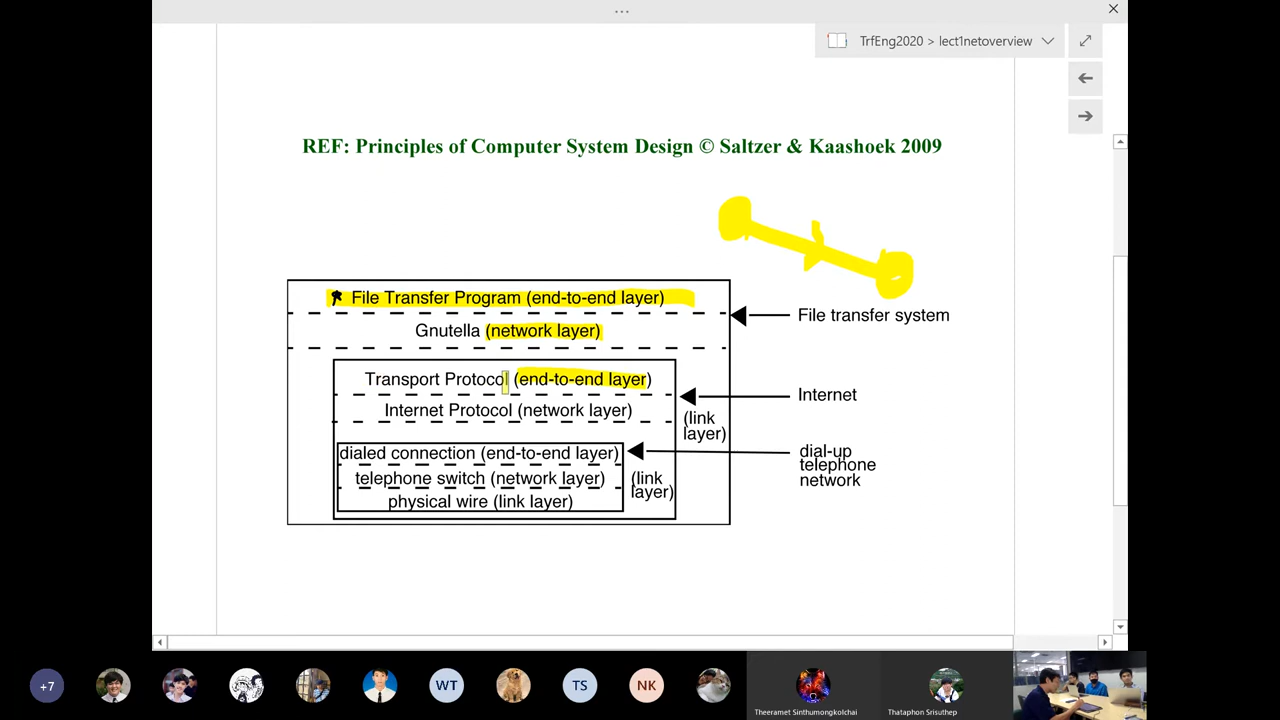 TrfEng2020 > lect1netoverview
REF: Principles of Computer System Design © Saltzer & Kaashoek 2009
File Transfer Program (end-to-end layer)
Gnutella (network layer)
File transfer system
Transport Protocol (end-to-end layer)
Internet Protocol (network layer)
Internet
(link
layer)
dialed connection (end-to-end layer)
telephone switch (network layer)
physical wire (link layer)
(link
layer)
dial-up
telephone
network
+7
WT
TS
NK
Theeramet Sinthumongkolchai
Thataphon Srisuthep